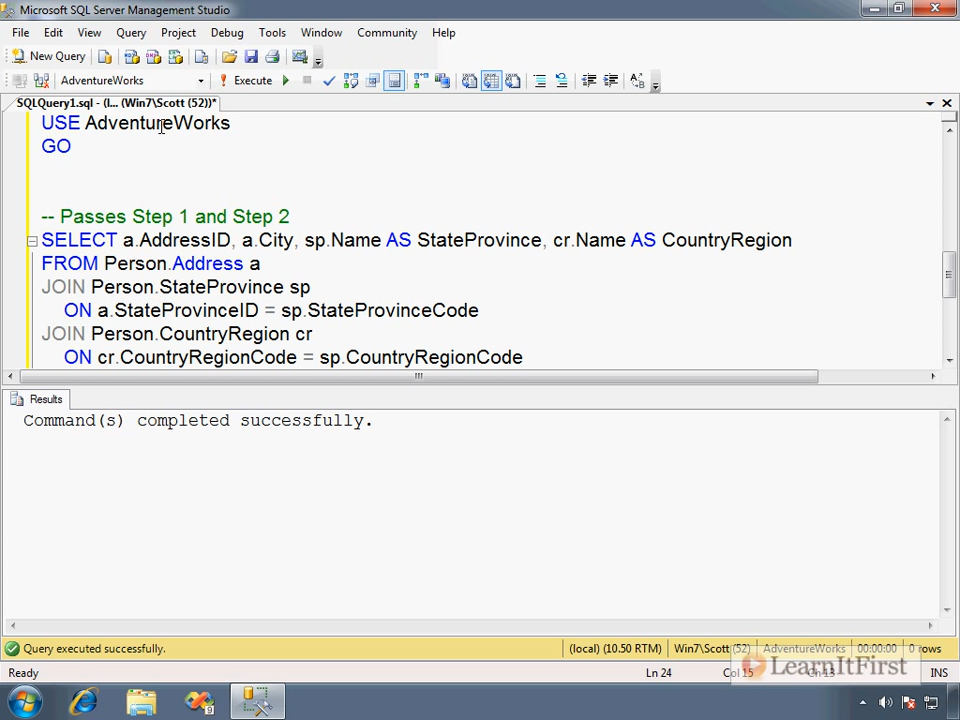 Microsoft SQL Server Management Studio
File Edit View Query Project Debug Tools Window Community Help
New Query
AdventureWorks Execute
SQLQuery1.sql - (l... (Win7\Scott (52))*
USE AdventureWorks
GO
-- Passes Step 1 and Step 2
SELECT a.AddressID, a.City, sp.Name AS StateProvince, cr.Name AS CountryRegion
FROM Person.Address a
JOIN Person.StateProvince sp
ON a.StateProvinceID = sp.StateProvinceCode
JOIN Person.CountryRegion cr
ON cr.CountryRegionCode = sp.CountryRegionCode
Results
Command(s) completed successfully.
Query executed successfully. (local) (10.50 RTM) Win7\Scott (52) AdventureWorks 00:00:00 0 rows
Ready Ln 24 Col 15 Ch 13 INS
LearnItFirst